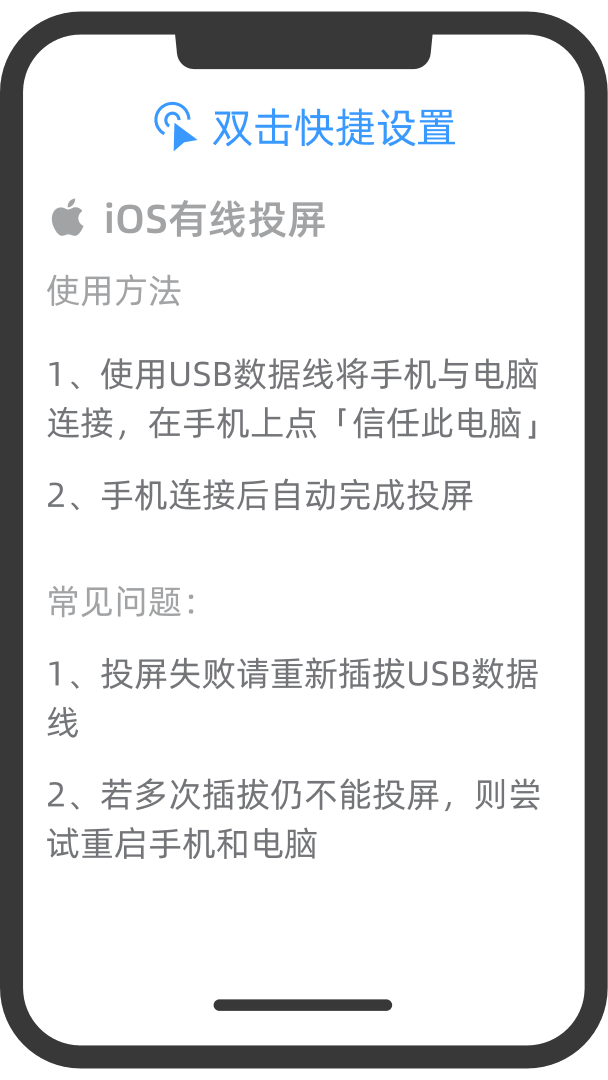 双击快捷设置
iOS有线投屏
使用方法
1、使用USB数据线将手机与电脑
连接，在手机上点「信任此电脑」
2、手机连接后自动完成投屏
常见问题：
1、投屏失败请重新插拔USB数据
线
2、若多次插拔仍不能投屏，则尝
试重启手机和电脑